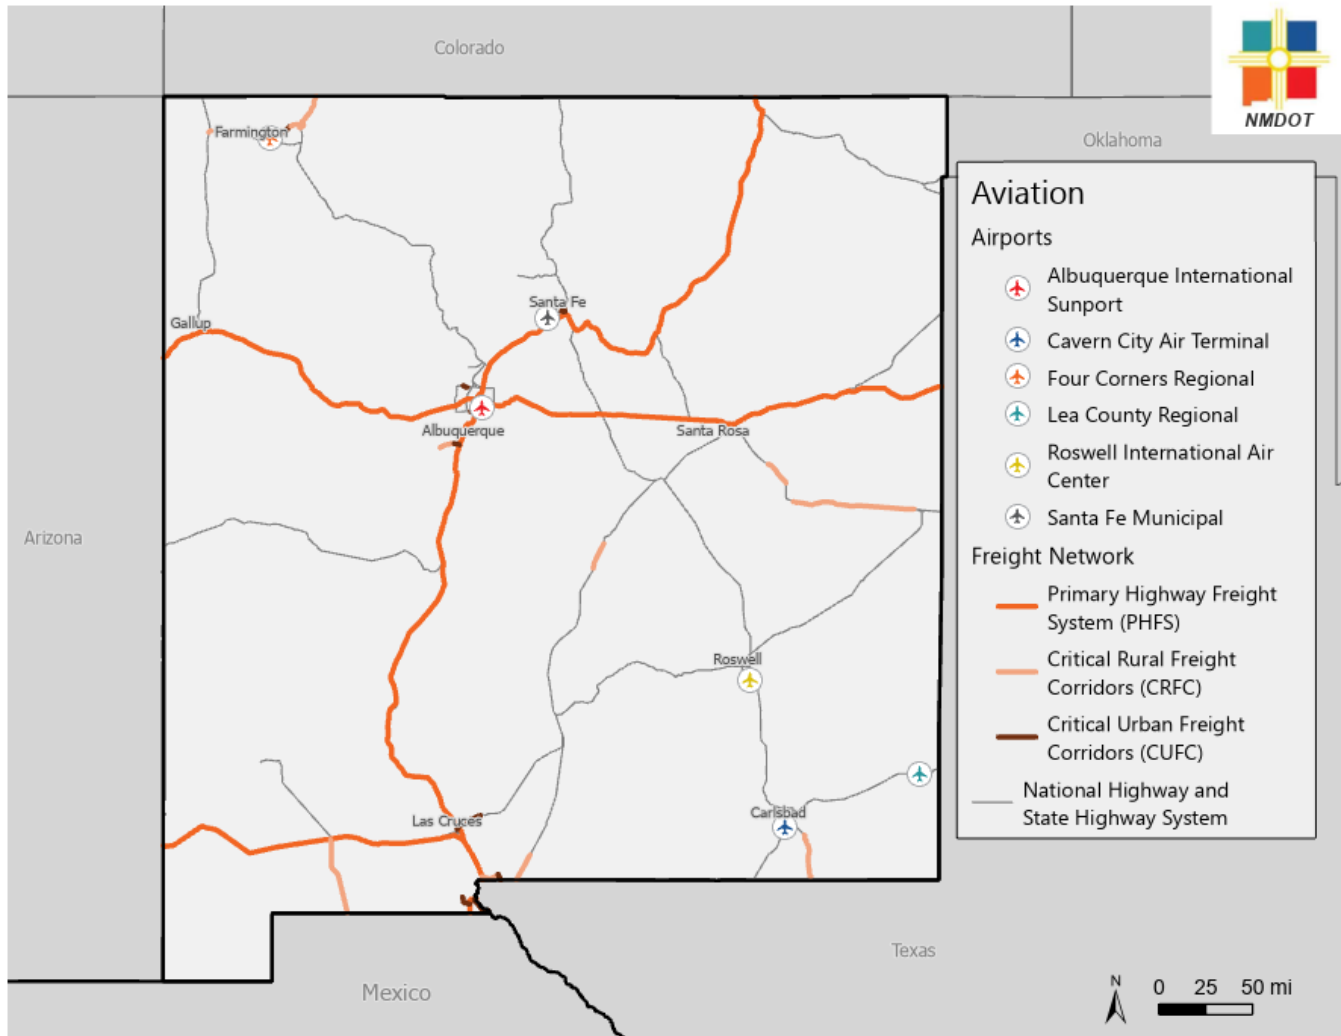 Colorado
NMDOT
Oklahoma
Farmington
Aviation
Airports
Albuquerque International
Sunport
Santa Fe
Gallup
Cavern City Air Terminal
Four Corners Regional
Lea County Regional
Albuquerque
Santa Rosa
Roswell International Air
Center
Santa Fe Municipal
Arizona
Freight Network
Primary Highway Freight
System (PHFS)
Roswell
Critical Rural Freight
Corridors (CRFC)
Critical Urban Freight
Corridors (CUFC)
National Highway and
State Highway System
Las Cruces
Carlsbad
Texas
Mexico
N
0 25 50 mi